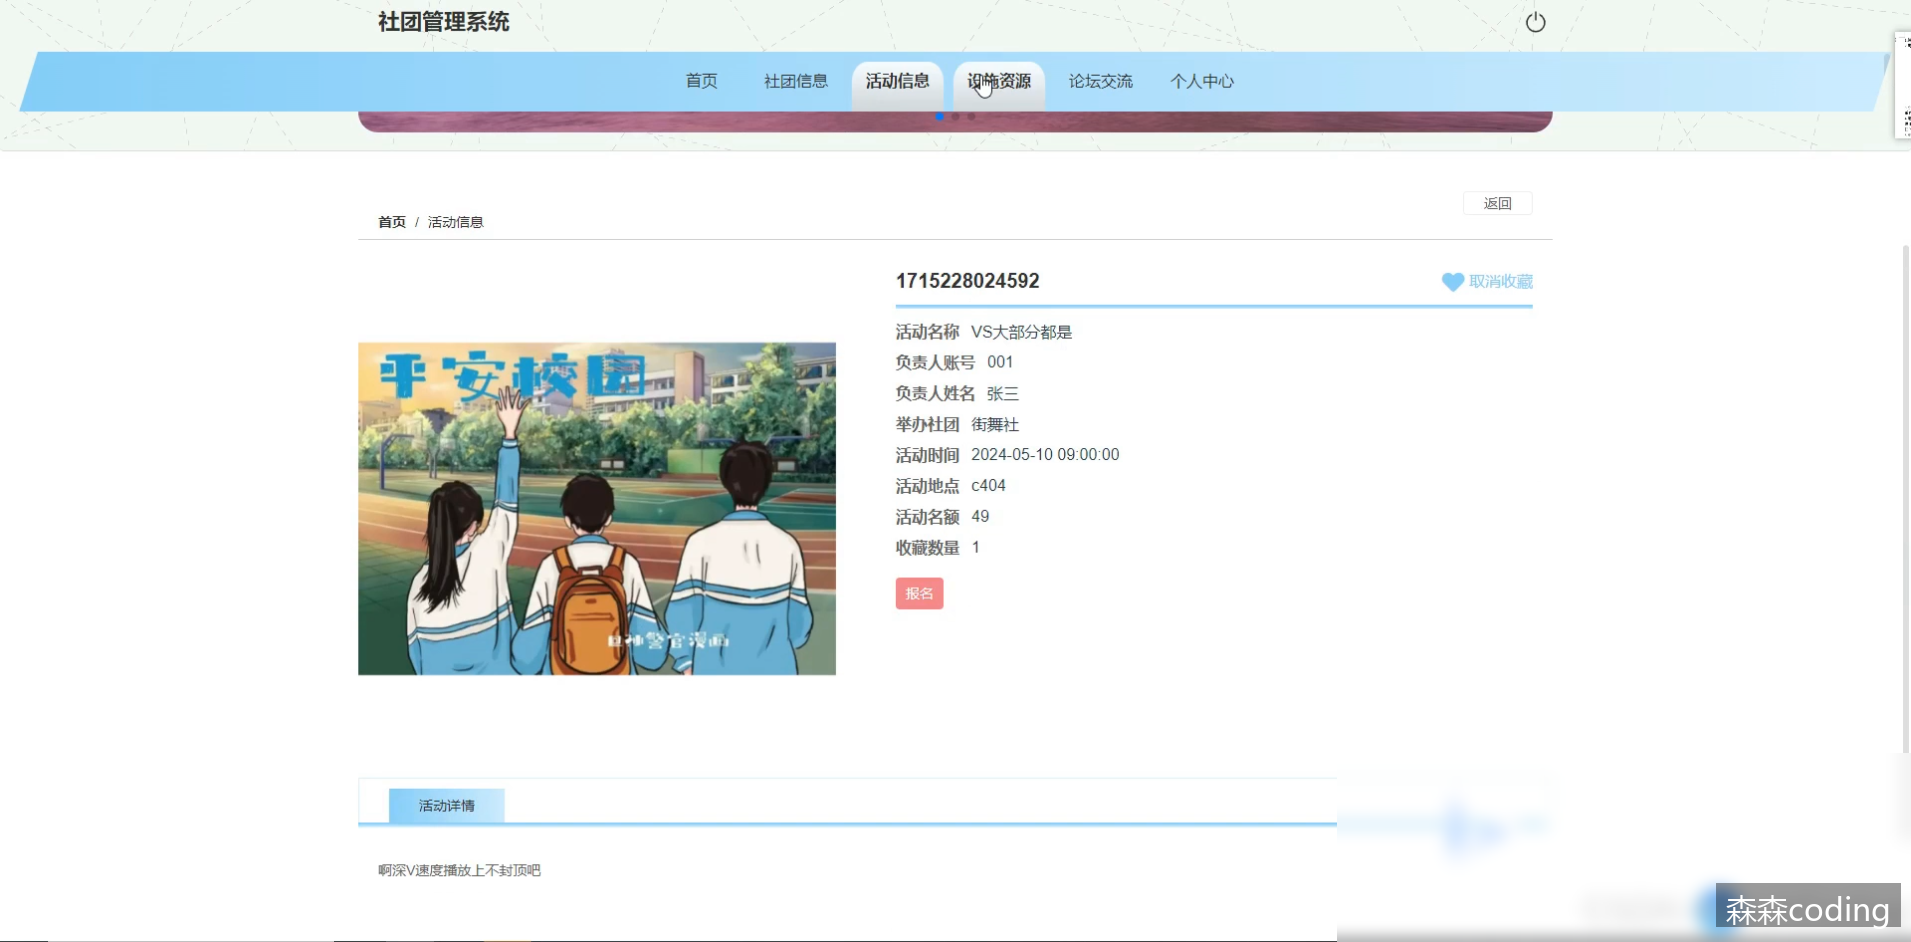 社团管理系统
首页 社团信息 活动信息 设施资源 论坛交流 个人中心
返回
首页 / 活动信息
1715228024592 取消收藏
活动名称 VS大部分都是
负责人账号 001
负责人姓名 张三
举办社团 街舞社
活动时间 2024-05-10 09:00:00
活动地点 c404
活动名额 49
收藏数量 1
报名
平安校园
警官漫画
活动详情
啊深V速度播放上不封顶吧
森森coding